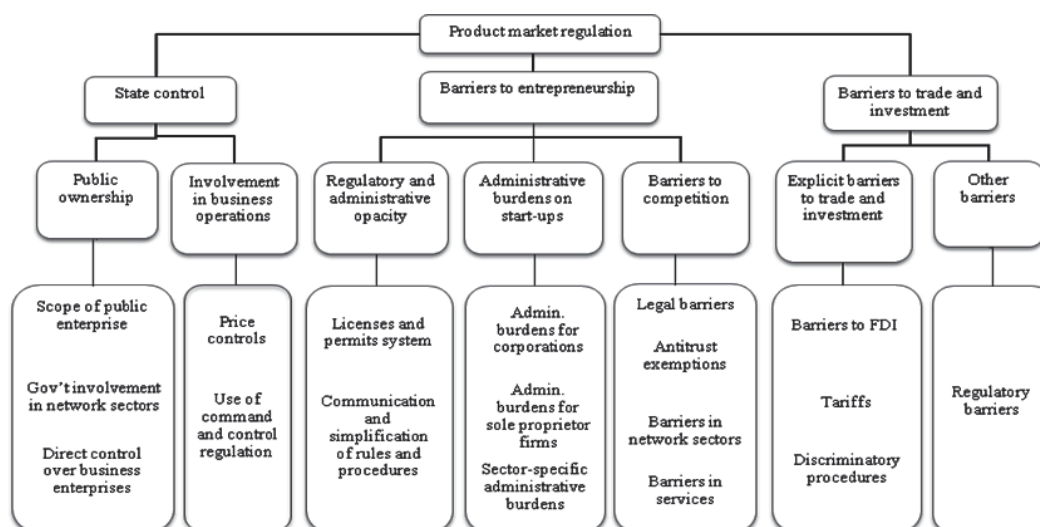 Product market regulation
State control
Barriers to entrepreneurship
Barriers to trade and
investment
Public
ownership
Involvement
in business
operations
Regulatory and
administrative
opacity
Administrative
burdens on
start-ups
Barriers to
competition
Explicit barriers
to trade and
investment
Other
barriers
Scope of public
enterprise
Gov't involvement
in network sectors
Direct control
over business
enterprises
Price
controls
Use of
command
and control
regulation
Licenses and
permits system
Communication
and
simplification
of rules and
procedures
Admin.
burdens for
corporations
Admin.
burdens for
sole proprietor
firms
Sector-specific
administrative
burdens
Legal barriers
Antitrust
exemptions
Barriers in
network sectors
Barriers in
services
Barriers to FDI
Tariffs
Discriminatory
procedures
Regulatory
barriers